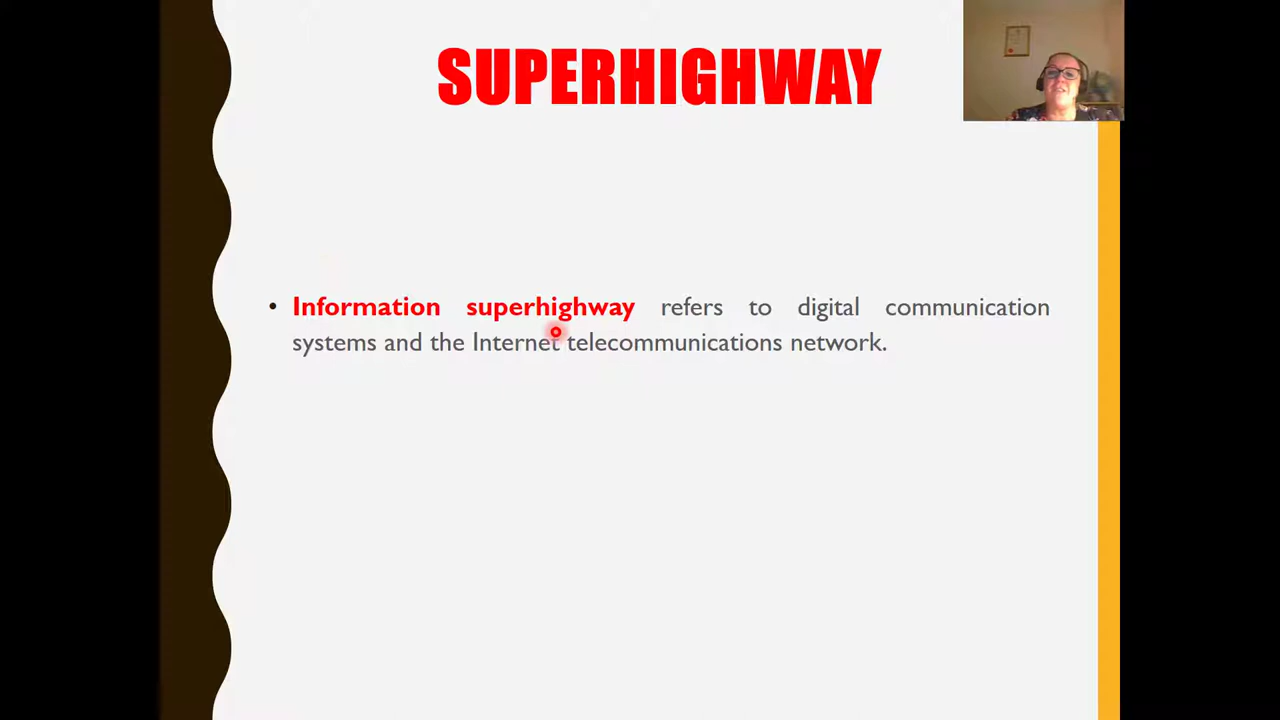 SUPERHIGHWAY
• Information superhighway refers to digital communication
systems and the Internet telecommunications network.